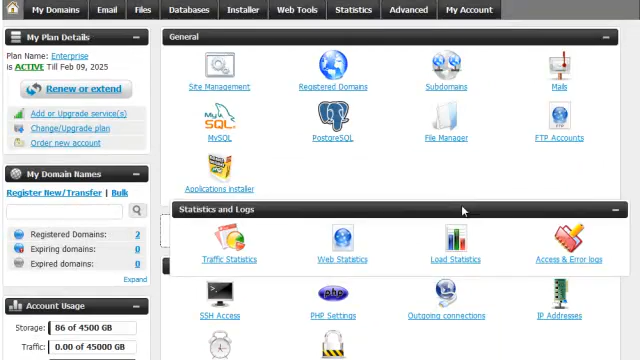 My Domains Email Files Databases Installer Web Tools Statistics Advanced My Account
My Plan Details
Plan Name: Enterprise
is ACTIVE Till Feb 09, 2025
Renew or extend
Add or Upgrade service(s)
Change/Upgrade plan
Order new account
My Domain Names
Register New/Transfer | Bulk
Registered Domains: 2
Expiring domains: 0
Expired domains: 0
Expand
Account Usage
Storage: 86 of 4500 GB
Traffic: 0.00 of 45000 GB
General
Site Management Registered Domains Subdomains Mails
MySQL PostgreSQL File Manager FTP Accounts
Applications Installer
Statistics and Logs
Traffic Statistics Web Statistics Load Statistics Access & Error logs
SSH Access PHP Settings Outgoing connections IP Addresses